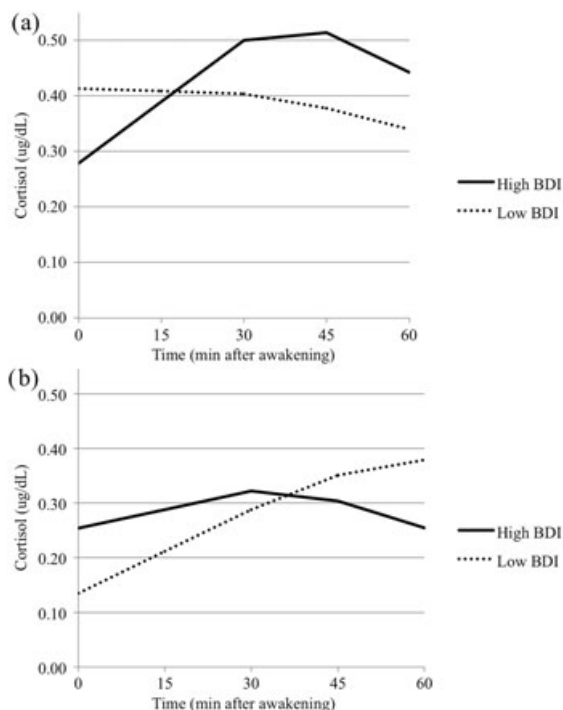 (a)
0.50
0.40
0.30
0.20
0.10
0.00
Cortisol (ug/dL)
0 15 30 45 60
Time (min after awakening)
High BDI
Low BDI
(b)
0.50
0.40
0.30
0.20
0.10
0.00
Cortisol (ug/dL)
0 15 30 45 60
Time (min after awakening)
High BDI
Low BDI